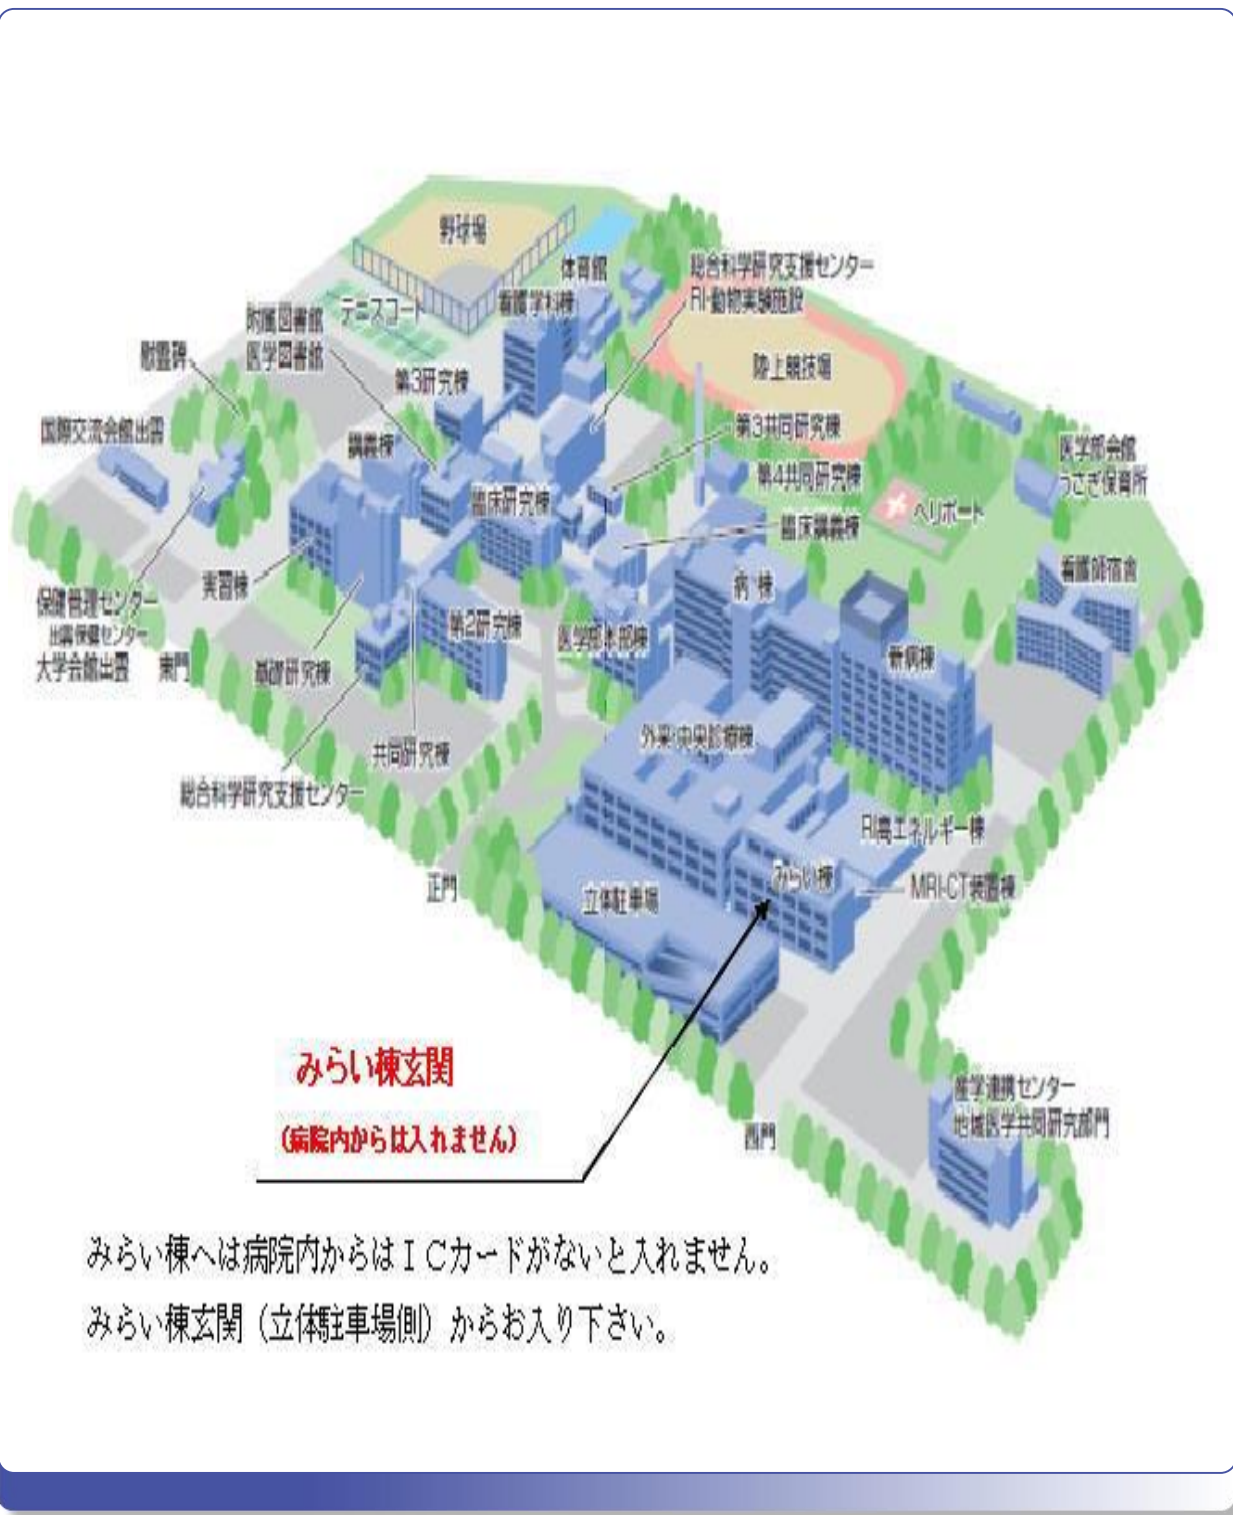 野球場
体育館
総合科学研究支援センター
RI・動物実験施設
看護学科棟
テニスコート
附属図書館
医学図書館
慰霊碑
陸上競技場
第3研究棟
第3共同研究棟
国際交流会館出雲
講義棟
医学部会館
うさぎ保育所
第4共同研究棟
臨床研究棟
ヘリポート
臨床講義棟
看護師宿舎
病棟
実習棟
保健管理センター
出雲保健センター
大学会館出雲
東門
第2研究棟
医学部本部棟
新病棟
基礎研究棟
外来・中央診療棟
共同研究棟
総合科学研究支援センター
RI高エネルギー棟
みらい棟
MRI-CT装置棟
正門
立体駐車場
みらい棟玄関
(病院内からは入れません)
産学連携センター
地域医学共同研究部門
西門
みらい棟へは病院内からはＩＣカードがないと入れません。
みらい棟玄関（立体駐車場側）からお入り下さい。